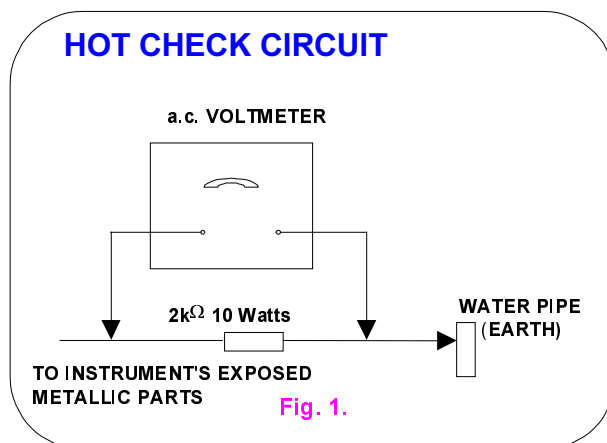 HOT CHECK CIRCUIT
a.c. VOLTMETER
2kΩ 10 Watts
WATER PIPE
(EARTH)
TO INSTRUMENT'S EXPOSED
METALLIC PARTS
Fig. 1.